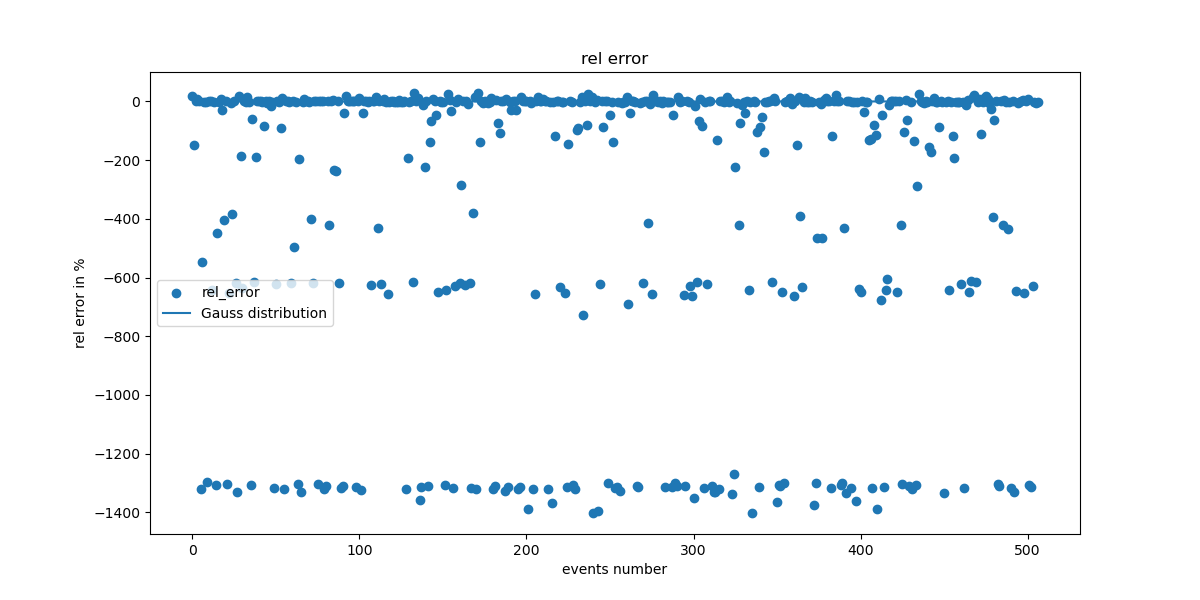 rel error
0
−200
−400
−600
−800
−1000
−1200
−1400
rel error in %
rel_error
Gauss distribution
0
100
200
300
400
500
events number